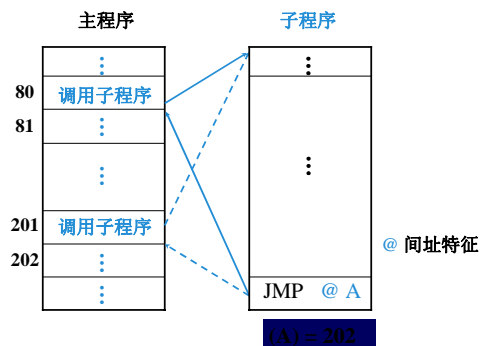 主程序 子程序
80 调用子程序
81
201 调用子程序
202
@ 间址特征
JMP @ A
(A) = 202